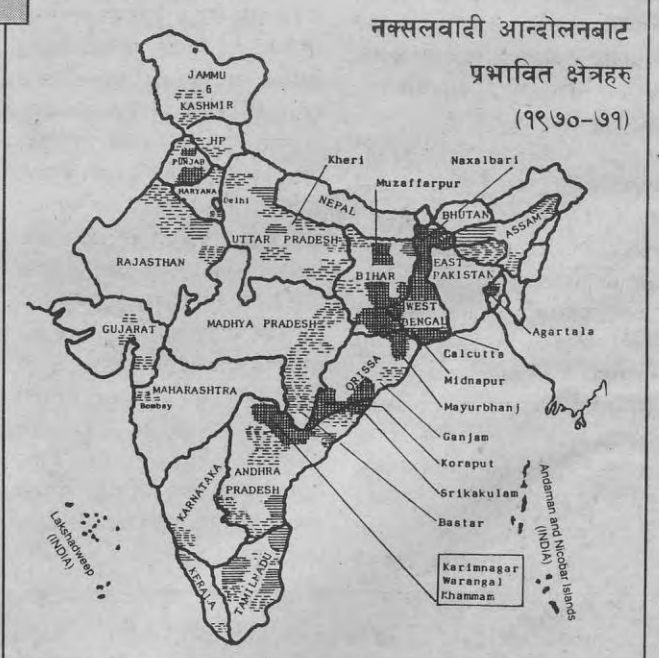 नक्सलवादी आन्दोलनबाट
प्रभावित क्षेत्रहरु
(१९७०-७१)
JAMMU
&
KASHMIR
HP
PUNJAB
HARYANA
Delhi
Kheri
Muzaffarpur
Naxalbari
NEPAL
BHUTAN
ASSAM
UTTAR PRADESH
RAJASTHAN
BIHAR
EAST
PAKISTAN
GUJARAT
MADHYA PRADESH
WEST
BENGAL
Agartala
Calcutta
ORISSA
Midnapur
MAHARASHTRA
Bombay
Mayurbhanj
Ganjam
Koraput
ANDHRA
PRADESH
KARNATAKA
Srikakulam
Bastar
Andaman and Nicobar Islands
(INDIA)
Lakshadweep
(INDIA)
KERALA
TAMILNADU
Karimnagar
Warangal
Khammam